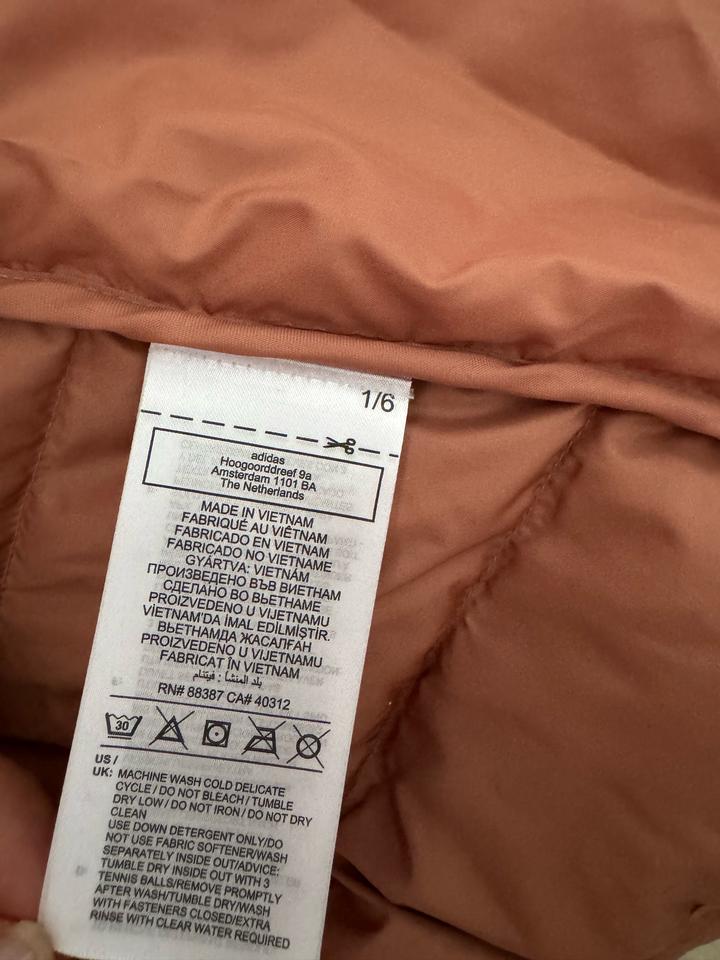 1/6
adidas
Hoogoorddreef 9a
Amsterdam 1101 BA
The Netherlands
MADE IN VIETNAM
FABRIQUÉ AU VIÊTNAM
FABRICADO EN VIETNAM
FABRICADO NO VIETNAME
GYÁRTVA: VIETNÁM
ПРОИЗВЕДЕНО ВЪВ ВИЕТНАМ
СДЕЛАНО ВО ВЬЕТНАМЕ
PROIZVEDENO U VIJETNAMU
VİETNAM'DA İMAL EDİLMİŞTİR.
ВЬЕТНАМДА ЖАСАЛҒАН
PROIZVEDENO U VIJETNAMU
FABRICAT ÎN VIETNAM
بلد المنشأ : فيتنام
RN# 88387 CA# 40312
30
US /
UK: MACHINE WASH COLD DELICATE
CYCLE / DO NOT BLEACH / TUMBLE
DRY LOW / DO NOT IRON / DO NOT DRY
CLEAN
USE DOWN DETERGENT ONLY/DO
NOT USE FABRIC SOFTENER/WASH
SEPARATELY INSIDE OUT/ADVICE:
TUMBLE DRY INSIDE OUT WITH 3
TENNIS BALLS/REMOVE PROMPTLY
AFTER WASH/TUMBLE DRY/WASH
WITH FASTENERS CLOSED/EXTRA
RINSE WITH CLEAR WATER REQUIRED